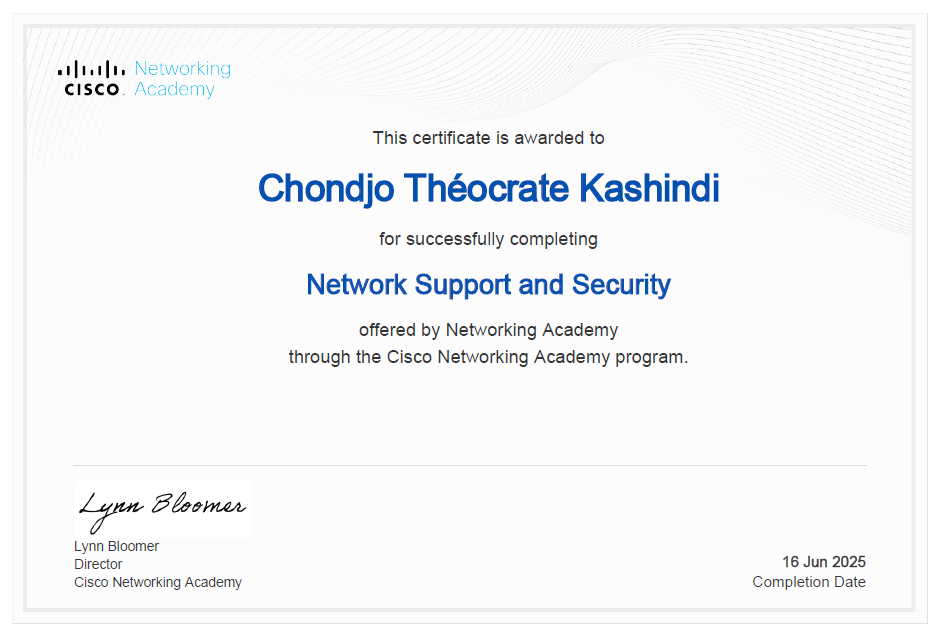 Networking
CISCO Academy
This certificate is awarded to
Chondjo Théocrate Kashindi
for successfully completing
Network Support and Security
offered by Networking Academy
through the Cisco Networking Academy program.
Lynn Bloomer
Lynn Bloomer
Director
Cisco Networking Academy
16 Jun 2025
Completion Date